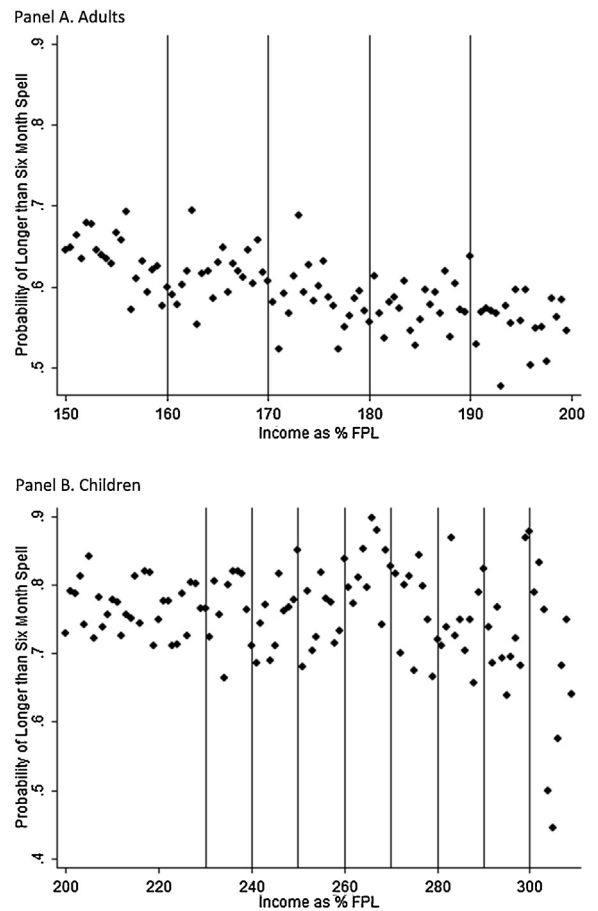 Panel A. Adults
Probability of Longer than Six Month Spell
.9
.8
.7
.6
.5
150 160 170 180 190 200
Income as % FPL
Panel B. Children
Probability of Longer than Six Month Spell
.9
.8
.7
.6
.5
.4
200 220 240 260 280 300
Income as % FPL